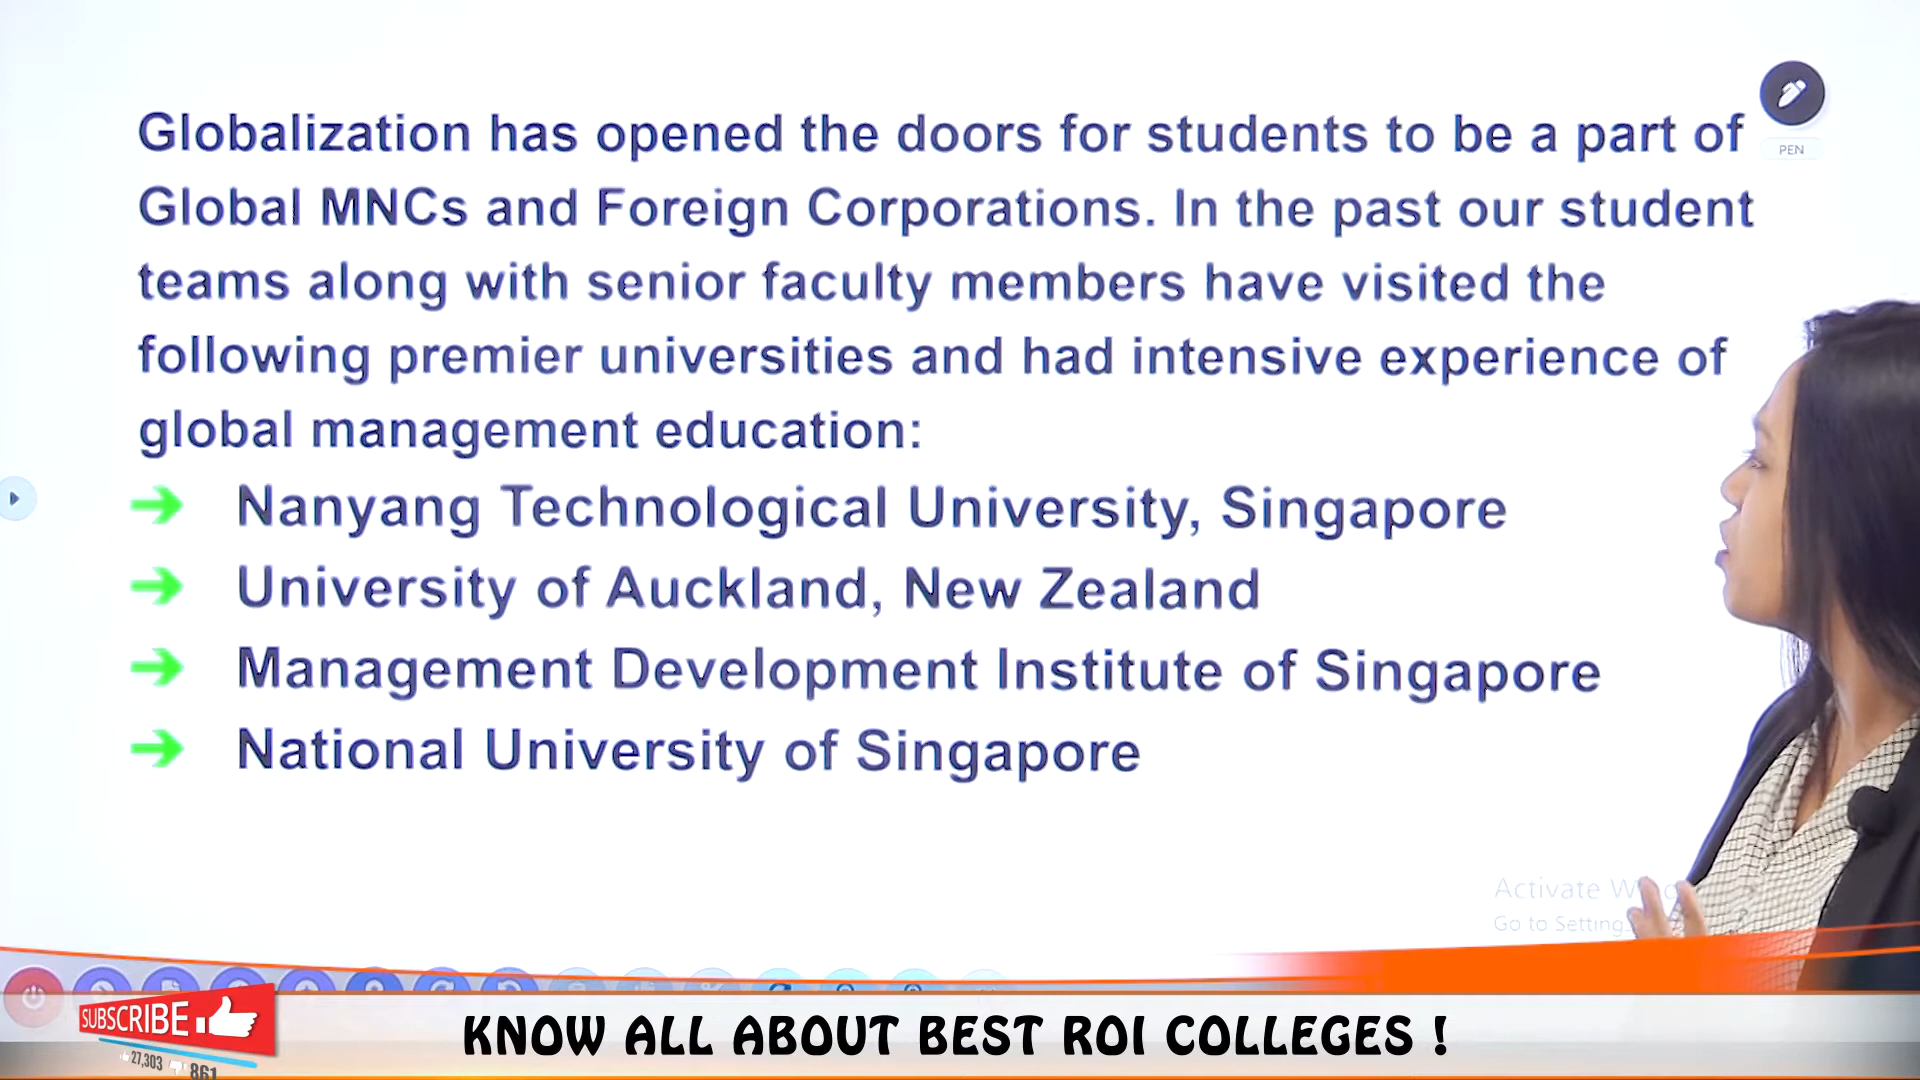 Globalization has opened the doors for students to be a part of
PEN
Global MNCs and Foreign Corporations. In the past our student
teams along with senior faculty members have visited the
following premier universities and had intensive experience of
global management education:
➔ Nanyang Technological University, Singapore
➔ University of Auckland, New Zealand
➔ Management Development Institute of Singapore
➔ National University of Singapore
Activate
Go to Setting
SUBSCRIBE
27,303 861
KNOW ALL ABOUT BEST ROI COLLEGES !